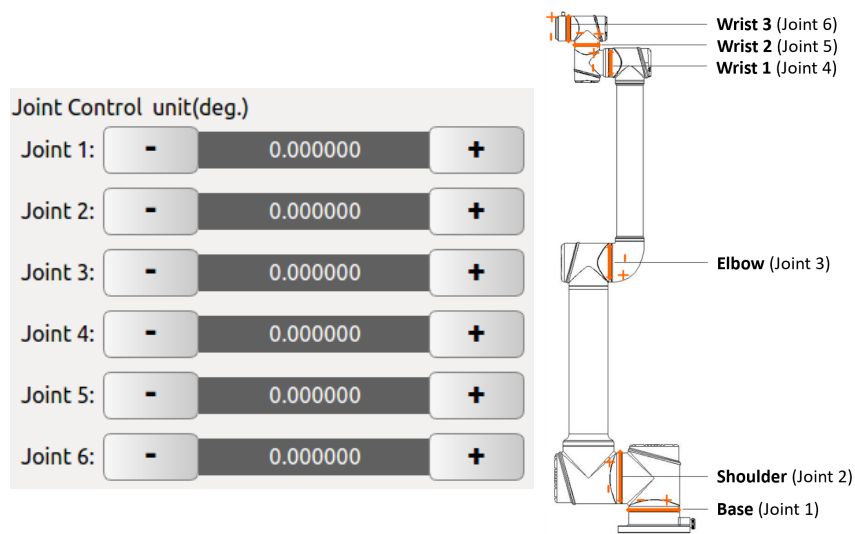 Joint Control unit(deg.)
Joint 1: - 0.000000 +
Joint 2: - 0.000000 +
Joint 3: - 0.000000 +
Joint 4: - 0.000000 +
Joint 5: - 0.000000 +
Joint 6: - 0.000000 +
Wrist 3 (Joint 6)
Wrist 2 (Joint 5)
Wrist 1 (Joint 4)
Elbow (Joint 3)
Shoulder (Joint 2)
Base (Joint 1)